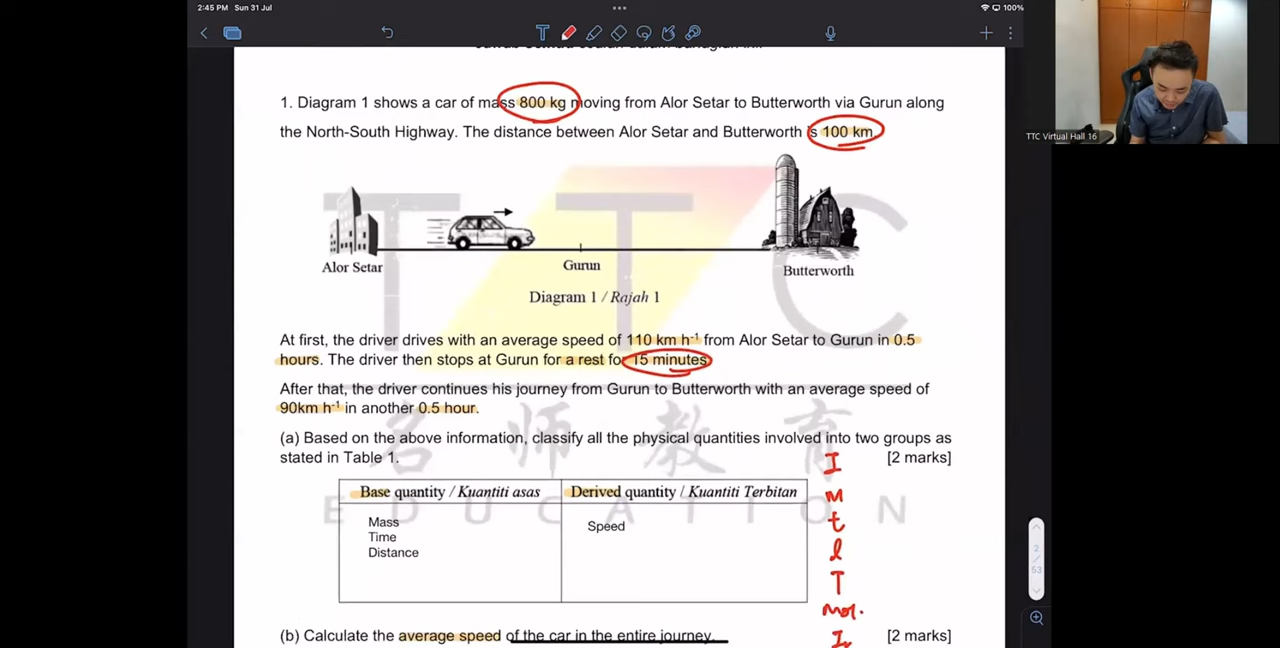 2:45 PM Sun 31 Jul
100%
1. Diagram 1 shows a car of mass 800 kg moving from Alor Setar to Butterworth via Gurun along
the North-South Highway. The distance between Alor Setar and Butterworth is 100 km.
TTC Virtual Hall 16
TTC
Alor Setar
Gurun
Butterworth
Diagram 1 / Rajah 1
At first, the driver drives with an average speed of 110 km h⁻¹ from Alor Setar to Gurun in 0.5
hours. The driver then stops at Gurun for a rest for 15 minutes.
After that, the driver continues his journey from Gurun to Butterworth with an average speed of
90km h⁻¹ in another 0.5 hour.
名师教育
(a) Based on the above information, classify all the physical quantities involved into two groups as
stated in Table 1. [2 marks]
Base quantity / Kuantiti asas
Derived quantity / Kuantiti Terbitan
EDUCATION
Mass
Time
Distance
Speed
I
m
t
l
T
mol.
2
53
(b) Calculate the average speed of the car in the entire journey. [2 marks]